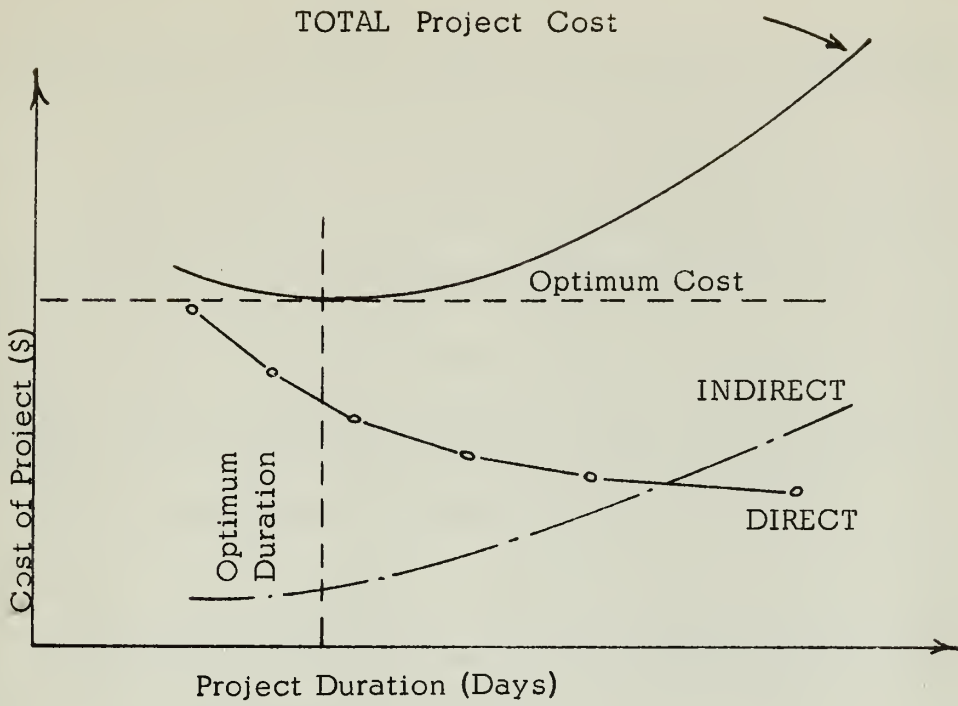 TOTAL Project Cost
Optimum Cost
Cost of Project ($)
INDIRECT
Optimum
Duration
DIRECT
Project Duration (Days)